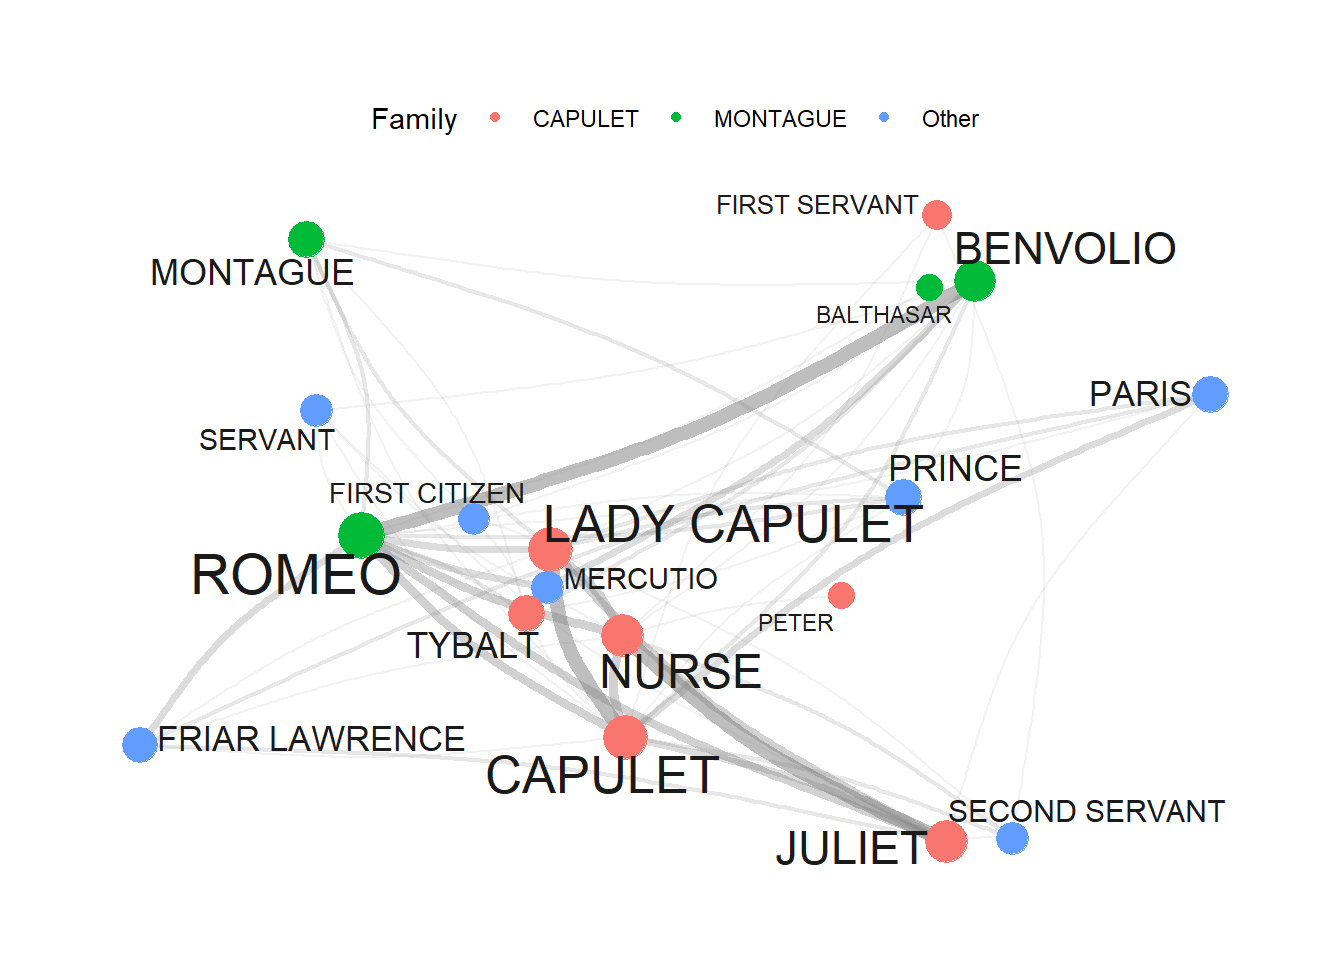 Family CAPULET MONTAGUE Other
FIRST SERVANT
BENVOLIO
MONTAGUE
BALTHASAR
PARIS
SERVANT
PRINCE
FIRST CITIZEN
LADY CAPULET
ROMEO
MERCUTIO
PETER
TYBALT
NURSE
FRIAR LAWRENCE
CAPULET
SECOND SERVANT
JULIET